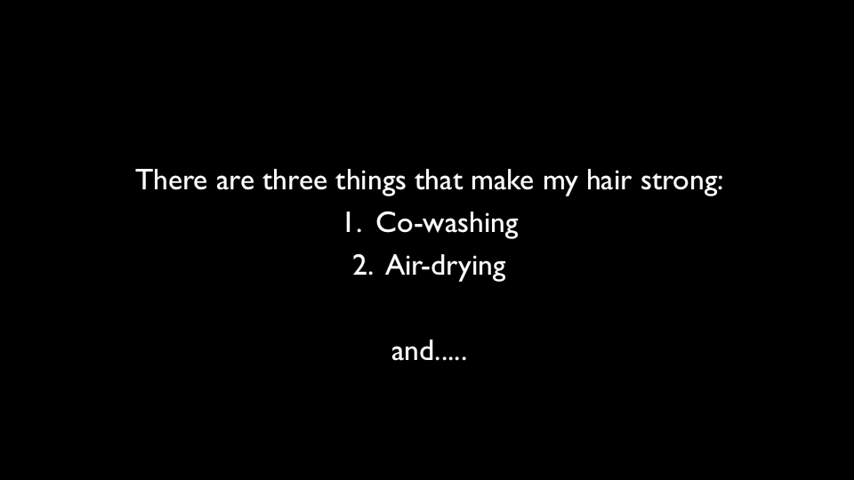 There are three things that make my hair strong:
1. Co-washing
2. Air-drying
and.....